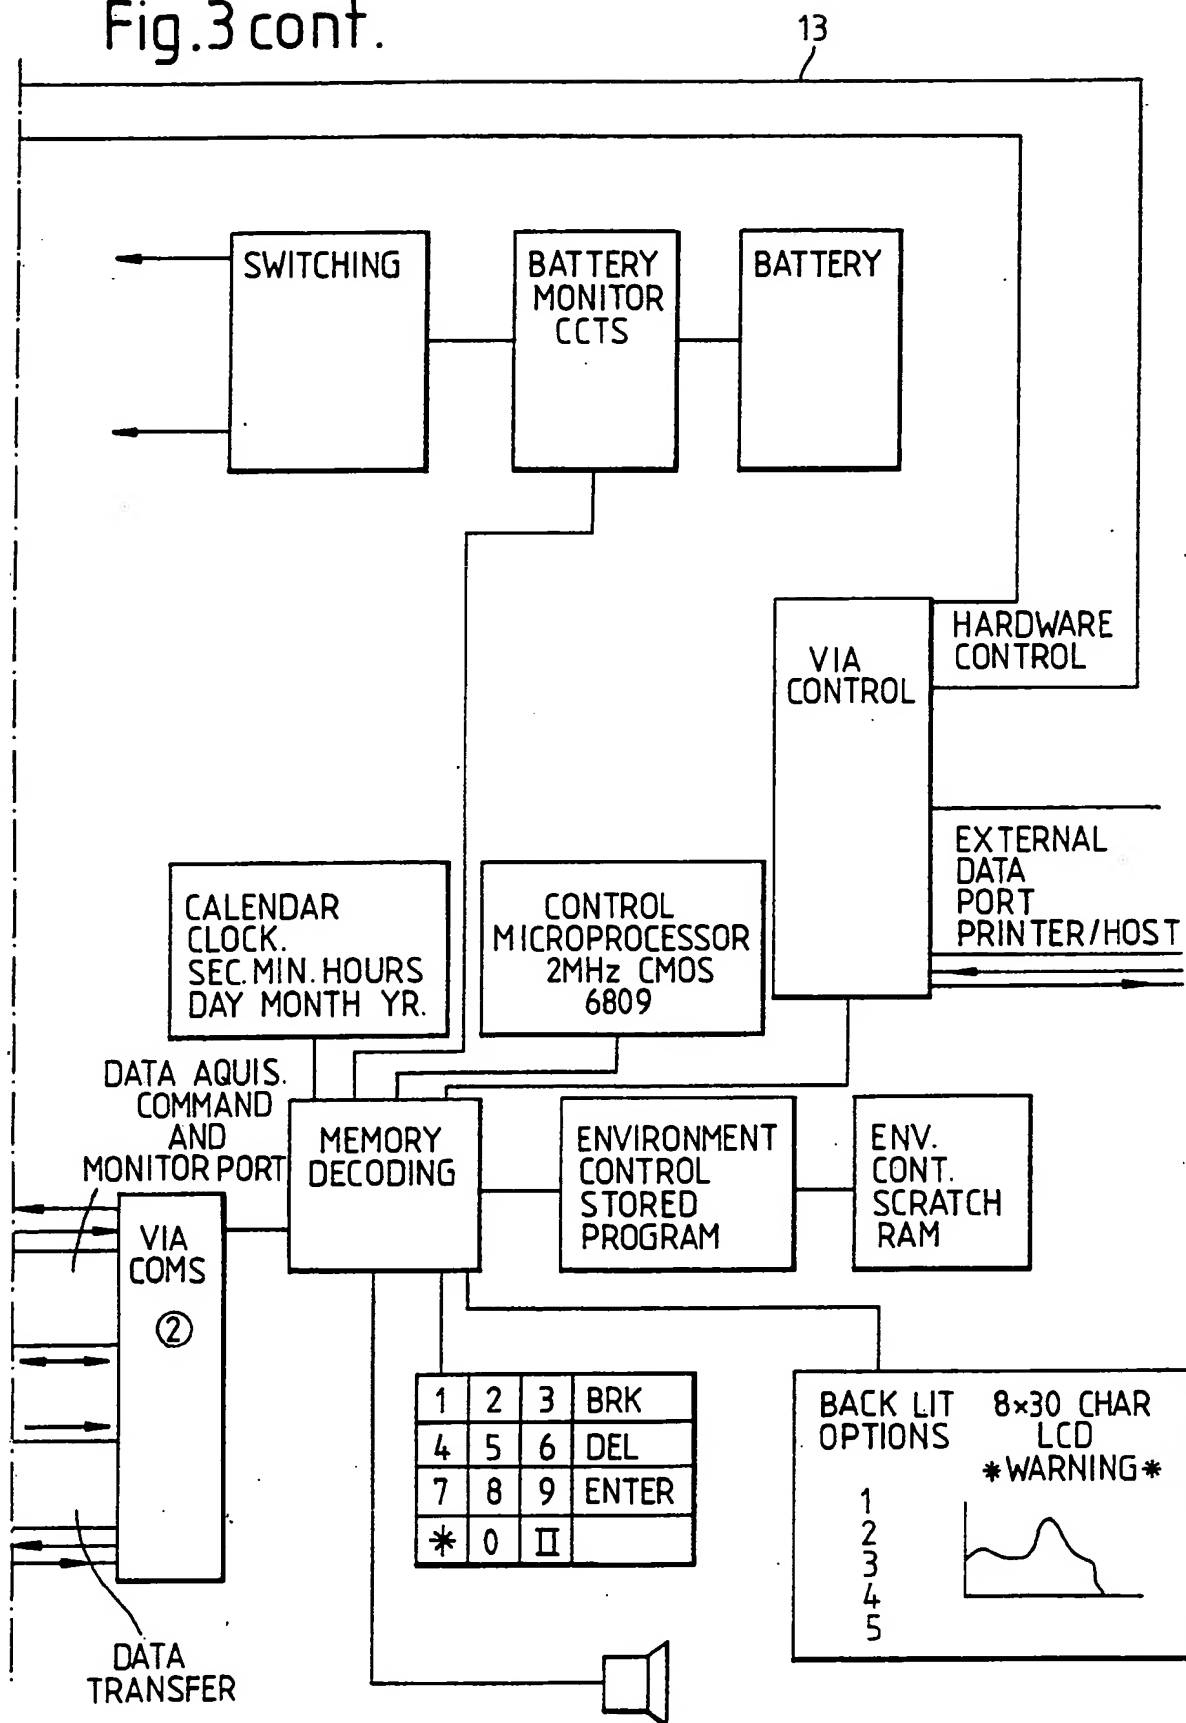 Fig.3 cont.
13
SWITCHING
BATTERY
MONITOR
CCTS
BATTERY
HARDWARE
CONTROL
VIA
CONTROL
EXTERNAL
DATA
PORT
PRINTER/HOST
CALENDAR
CLOCK.
SEC. MIN. HOURS
DAY MONTH YR.
CONTROL
MICROPROCESSOR
2MHz CMOS
6809
DATA AQUIS.
COMMAND
AND
MONITOR PORT
MEMORY
DECODING
ENVIRONMENT
CONTROL
STORED
PROGRAM
ENV.
CONT.
SCRATCH
RAM
VIA
COMS
②
1 2 3 BRK
4 5 6 DEL
7 8 9 ENTER
* 0 II
BACK LIT
OPTIONS
8×30 CHAR
LCD
*WARNING*
1
2
3
4
5
DATA
TRANSFER